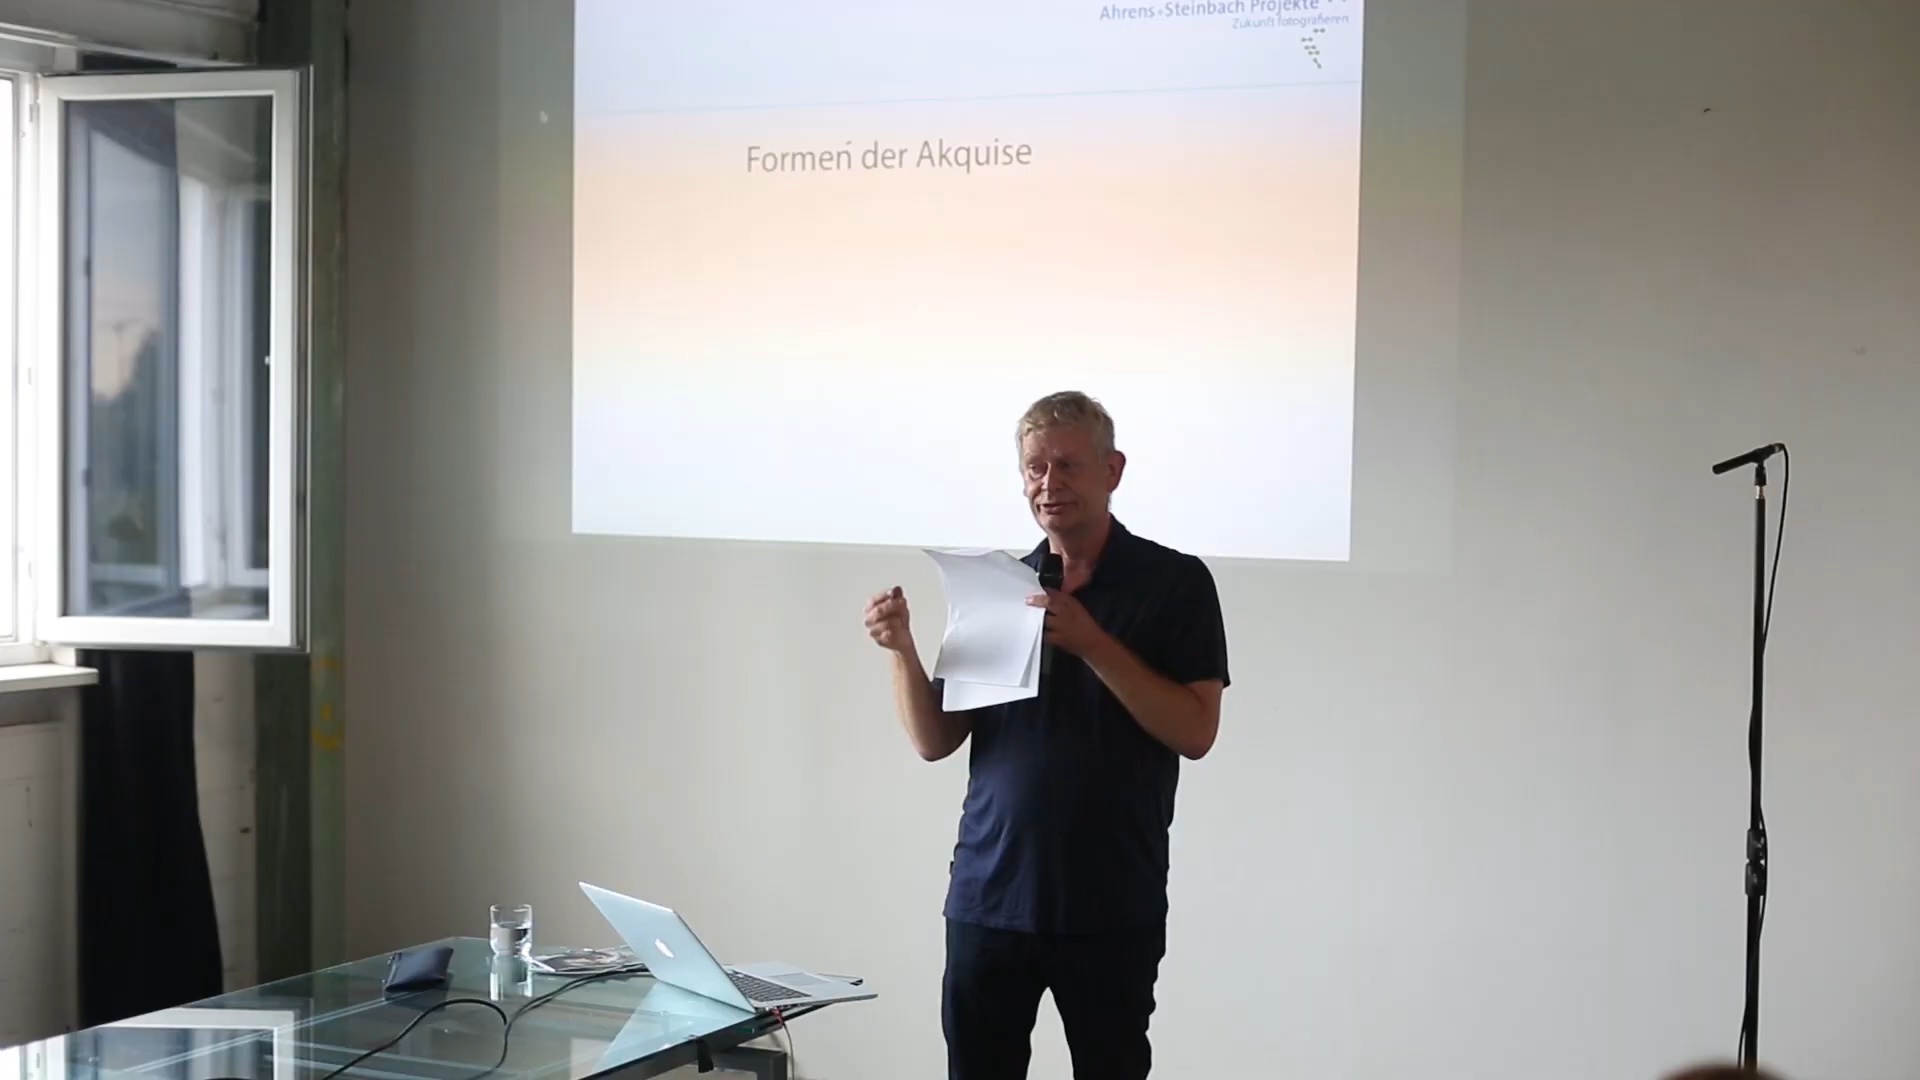 Ahrens+Steinbach Projekte
Zukunft fotografieren
Formen der Akquise